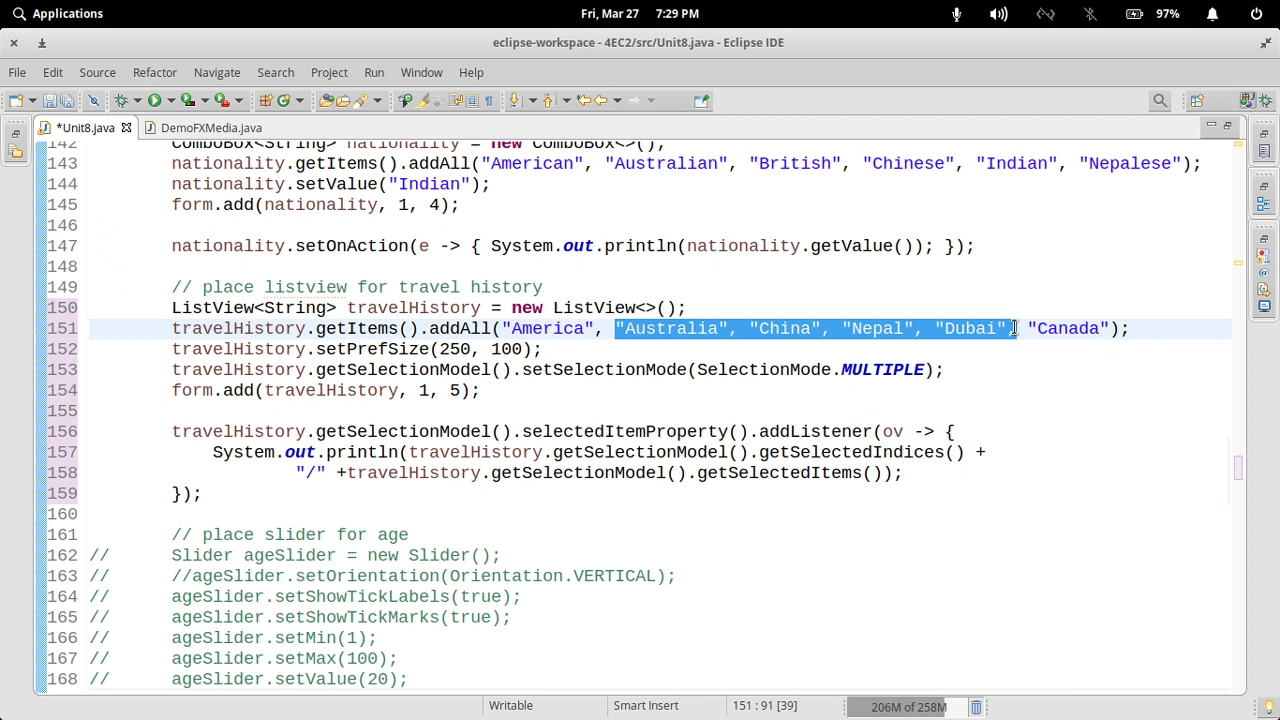 Applications
Fri, Mar 27 7:29 PM
97%
eclipse-workspace - 4EC2/src/Unit8.java - Eclipse IDE
File Edit Source Refactor Navigate Search Project Run Window Help
*Unit8.java
DemoFXMedia.java
142 ComboBox<String> nationality = new ComboBox<>();
143 nationality.getItems().addAll("American", "Australian", "British", "Chinese", "Indian", "Nepalese");
144 nationality.setValue("Indian");
145 form.add(nationality, 1, 4);
146
147 nationality.setOnAction(e -> { System.out.println(nationality.getValue()); });
148
149 // place listview for travel history
150 ListView<String> travelHistory = new ListView<>();
151 travelHistory.getItems().addAll("America", "Australia", "China", "Nepal", "Dubai", "Canada");
152 travelHistory.setPrefSize(250, 100);
153 travelHistory.getSelectionModel().setSelectionMode(SelectionMode.MULTIPLE);
154 form.add(travelHistory, 1, 5);
155
156 travelHistory.getSelectionModel().selectedItemProperty().addListener(ov -> {
157 System.out.println(travelHistory.getSelectionModel().getSelectedIndices() +
158 "/" +travelHistory.getSelectionModel().getSelectedItems());
159 });
160
161 // place slider for age
162 // Slider ageSlider = new Slider();
163 // //ageSlider.setOrientation(Orientation.VERTICAL);
164 // ageSlider.setShowTickLabels(true);
165 // ageSlider.setShowTickMarks(true);
166 // ageSlider.setMin(1);
167 // ageSlider.setMax(100);
168 // ageSlider.setValue(20);
Writable
Smart Insert
151 : 91 [39]
206M of 258M